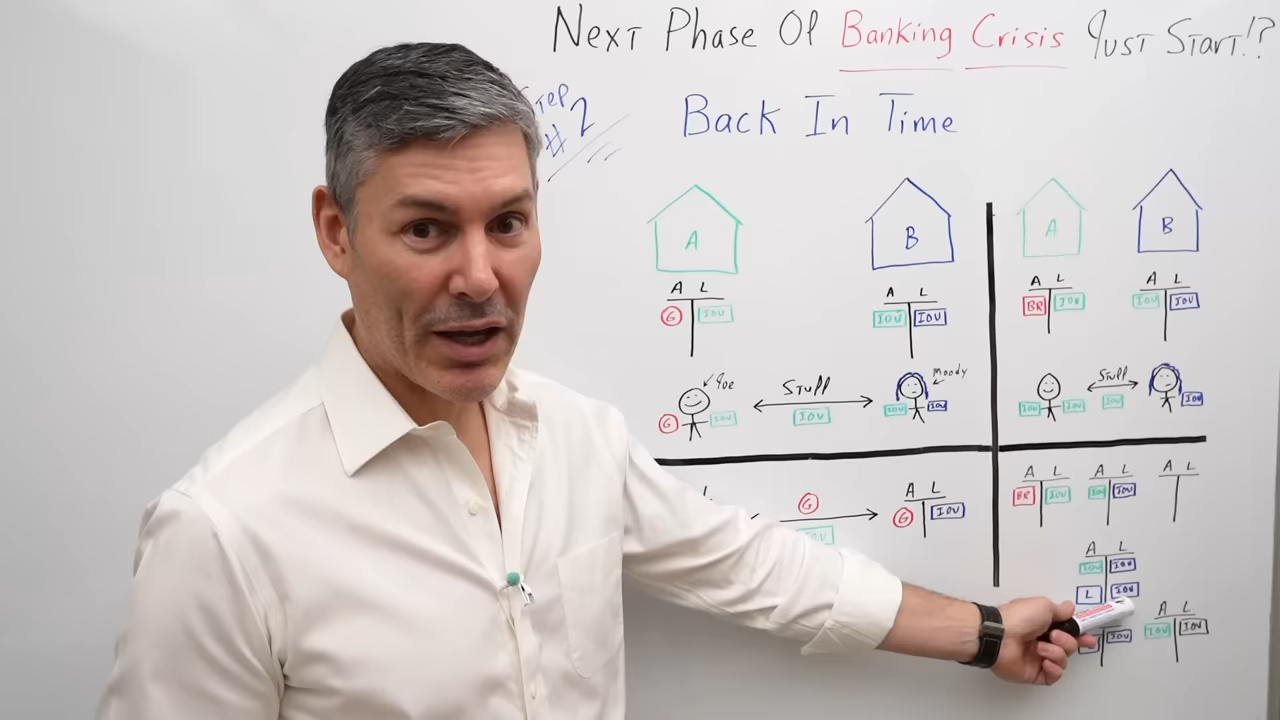 Next Phase Of Banking Crisis Just Start!?
Step
#2
Back In Time
A
B
A L
G IOU
A L
IOU IOU
Joe
Stuff
IOU
G IOU
Moody
IOU IOU
A
B
A L
BR IOU
A L
IOU IOU
Stuff
IOU
IOU IOU
IOU
L
G
IOU
A L
G IOU
A L
BR IOU
A L
IOU IOU
A L
A L
IOU IOU
L IOU
IOU
A L
IOU IOU